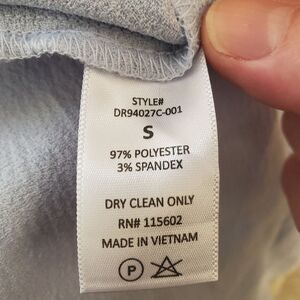 STYLE#
DR94027C-001
S
97% POLYESTER
3% SPANDEX
DRY CLEAN ONLY
RN# 115602
MADE IN VIETNAM
P